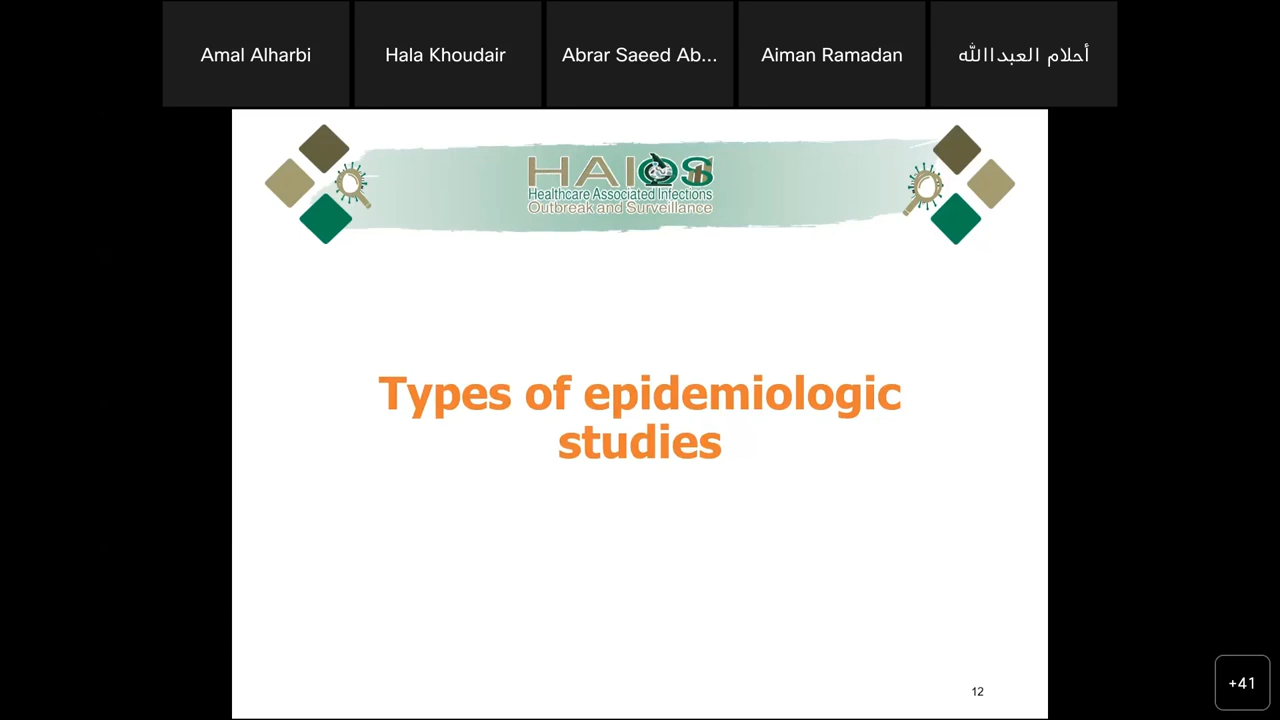 Amal Alharbi
Hala Khoudair
Abrar Saeed Ab...
Aiman Ramadan
أحلام العبداالله
HAIOS
Healthcare Associated Infections
Outbreak and Surveillance
Types of epidemiologic
studies
12
+41